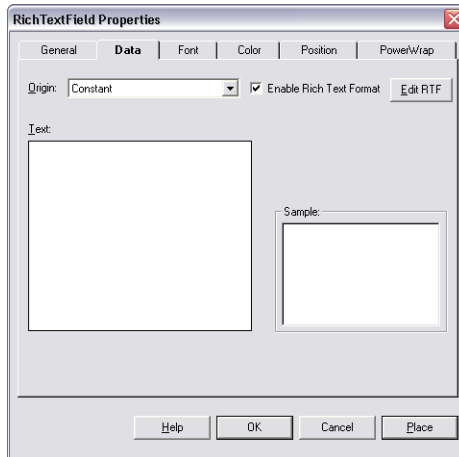 RichTextField Properties
General Data Font Color Position PowerWrap
Origin: Constant Enable Rich Text Format Edit RTF
Text:
Sample:
Help OK Cancel Place